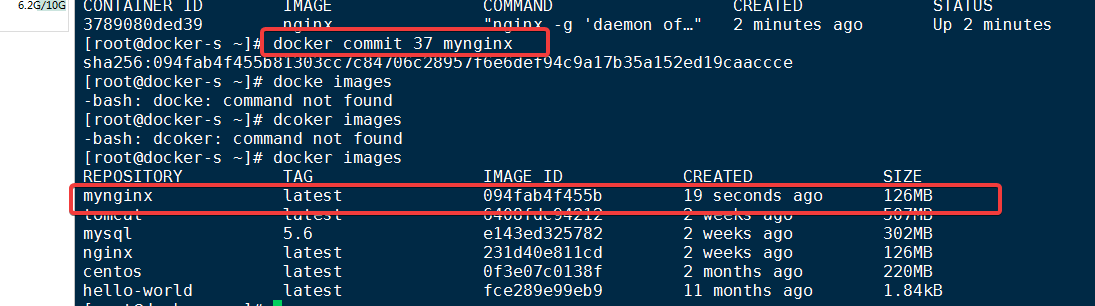 6.2G/10G
CONTAINER ID IMAGE COMMAND CREATED STATUS
3789080ded39 nginx "nginx -g 'daemon of…" 2 minutes ago Up 2 minutes
[root@docker-s ~]# docker commit 37 mynginx
sha256:094fab4f455b81303cc7c84706c28957f6e6def94c9a17b35a152ed19caaccce
[root@docker-s ~]# docke images
-bash: docke: command not found
[root@docker-s ~]# dcoker images
-bash: dcoker: command not found
[root@docker-s ~]# docker images
REPOSITORY TAG IMAGE ID CREATED SIZE
mynginx latest 094fab4f455b 19 seconds ago 126MB
tomcat latest 6408fdc94212 2 weeks ago 507MB
mysql 5.6 e143ed325782 2 weeks ago 302MB
nginx latest 231d40e811cd 2 weeks ago 126MB
centos latest 0f3e07c0138f 2 months ago 220MB
hello-world latest fce289e99eb9 11 months ago 1.84kB
[root@docker-s ~]#